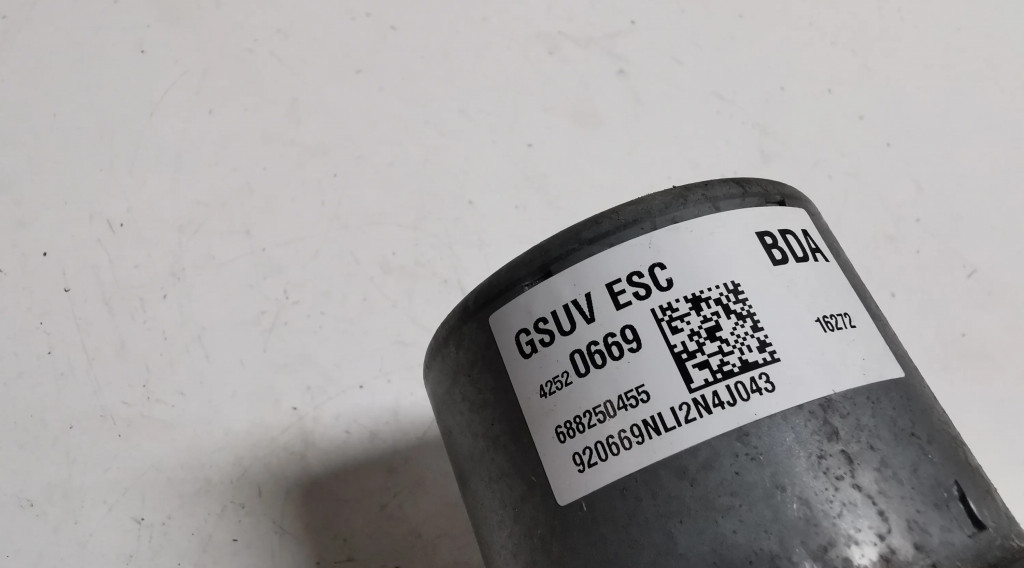 GSUV ESC
BDA
4252 0669
16272
688250455
920669NLI2N4J043